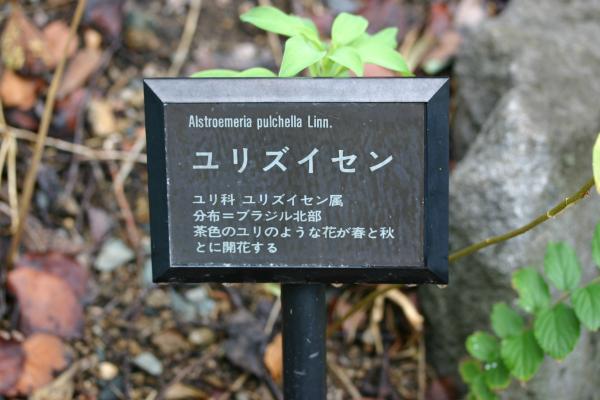 Alstroemeria pulchella Linn.
ユリズイセン
ユリ科 ユリズイセン属
分布=ブラジル北部
茶色のユリのような花が春と秋
とに開花する